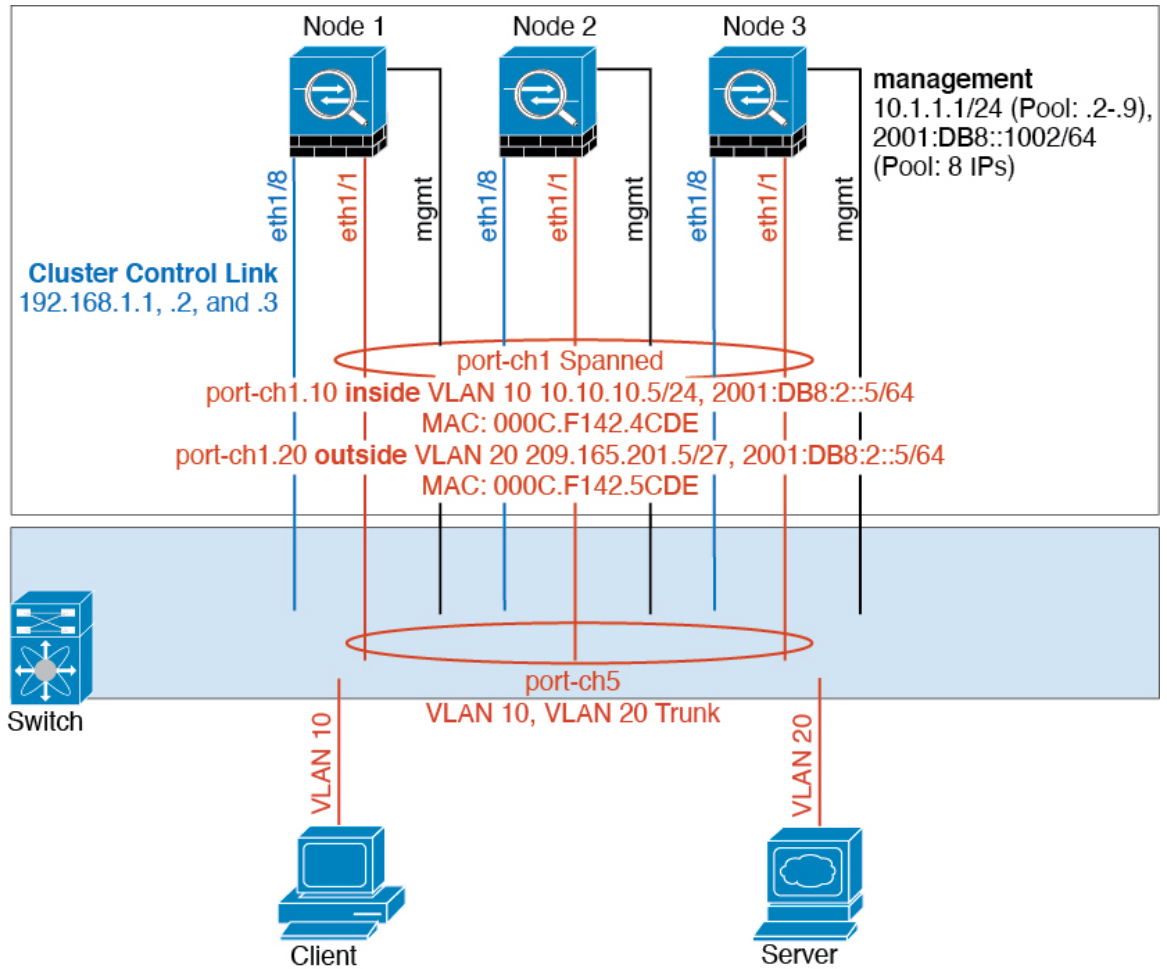 Node 1
Node 2
Node 3
management
10.1.1.1/24 (Pool: .2-.9),
2001:DB8::1002/64
(Pool: 8 IPs)
eth1/8
eth1/1
mgmt
eth1/8
eth1/1
mgmt
eth1/8
eth1/1
mgmt
Cluster Control Link
192.168.1.1, .2, and .3
port-ch1 Spanned
port-ch1.10 inside VLAN 10 10.10.10.5/24, 2001:DB8:2::5/64
MAC: 000C.F142.4CDE
port-ch1.20 outside VLAN 20 209.165.201.5/27, 2001:DB8:2::5/64
MAC: 000C.F142.5CDE
Switch
port-ch5
VLAN 10, VLAN 20 Trunk
VLAN 10
VLAN 20
Client
Server